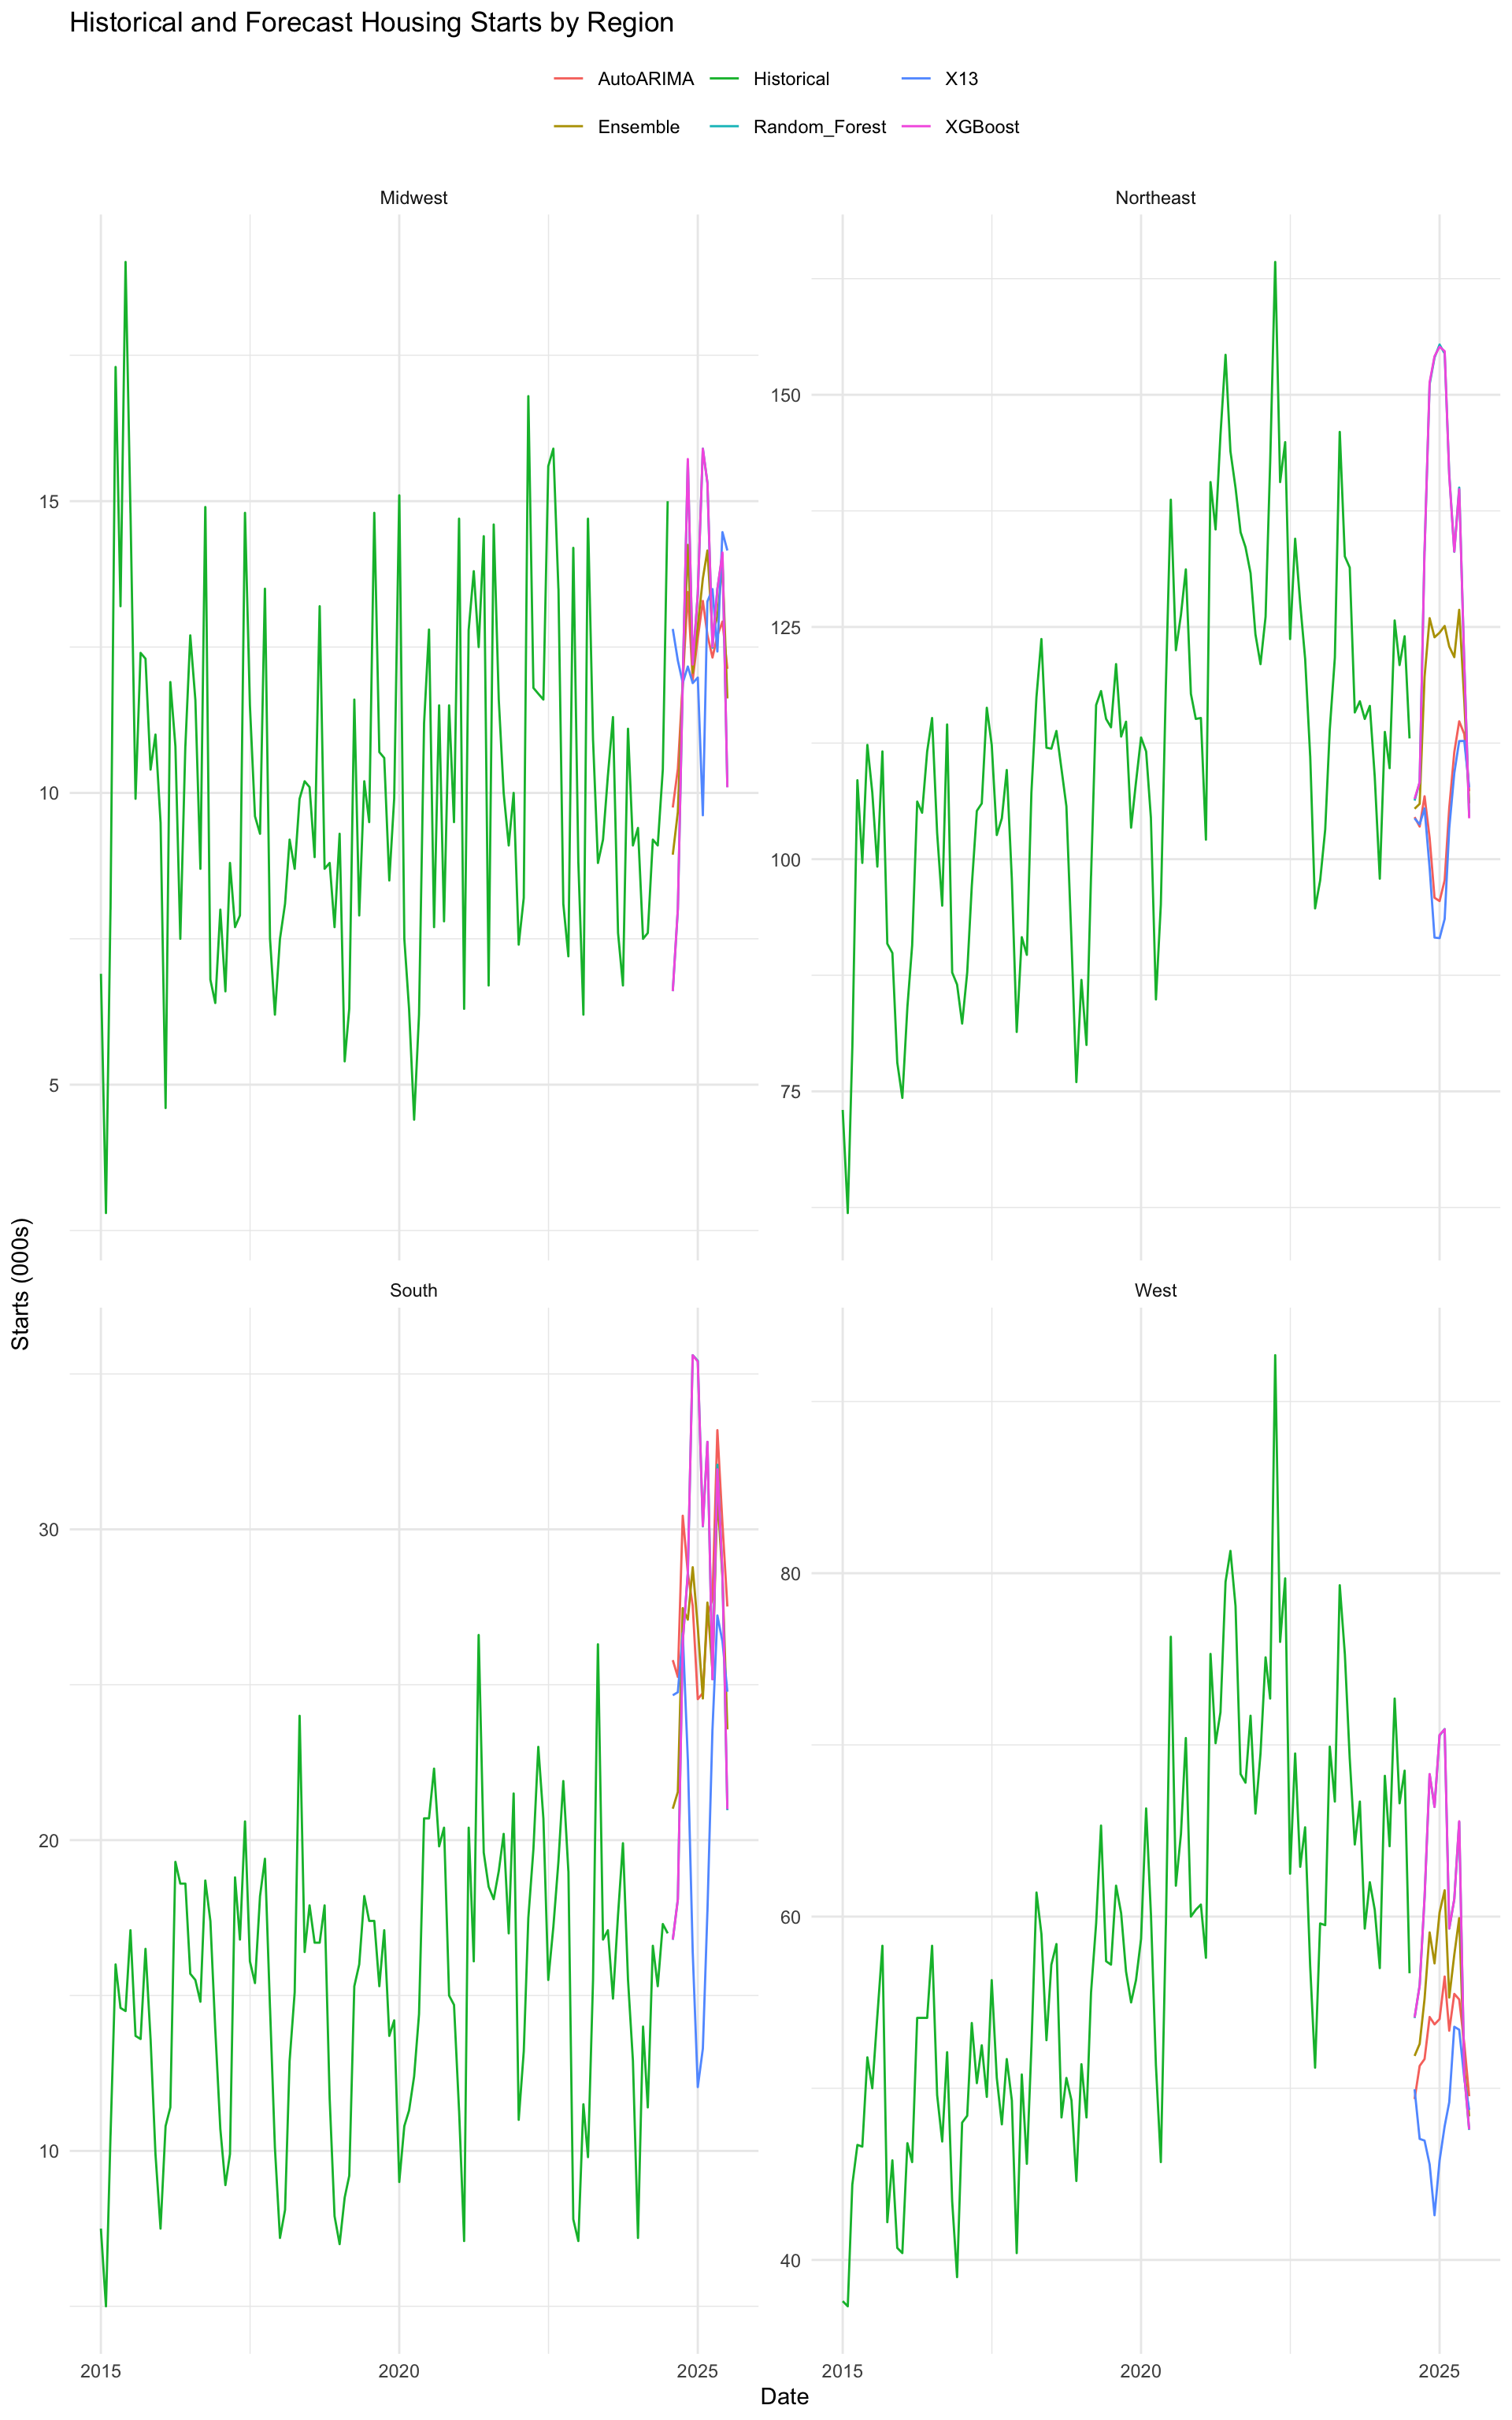 Historical and Forecast Housing Starts by Region
AutoARIMA Historical X13
Ensemble Random_Forest XGBoost
Midwest Northeast
15
10
5
150
125
100
75
Starts (000s)
South West
30
20
10
80
60
40
2015 2020 2025 2015 2020 2025
Date